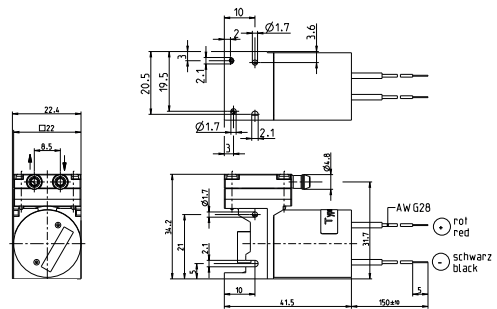 10
2
Ø1.7
3.6
3
2.1
20.5
19.5
Ø1.7
2.1
3
22.4
□22
8.5
Ø4.8
Ø1.7
34.2
21
2.1
5
31.7
AWG28
+ rot
red
- schwarz
black
10
41.5
150±10
5